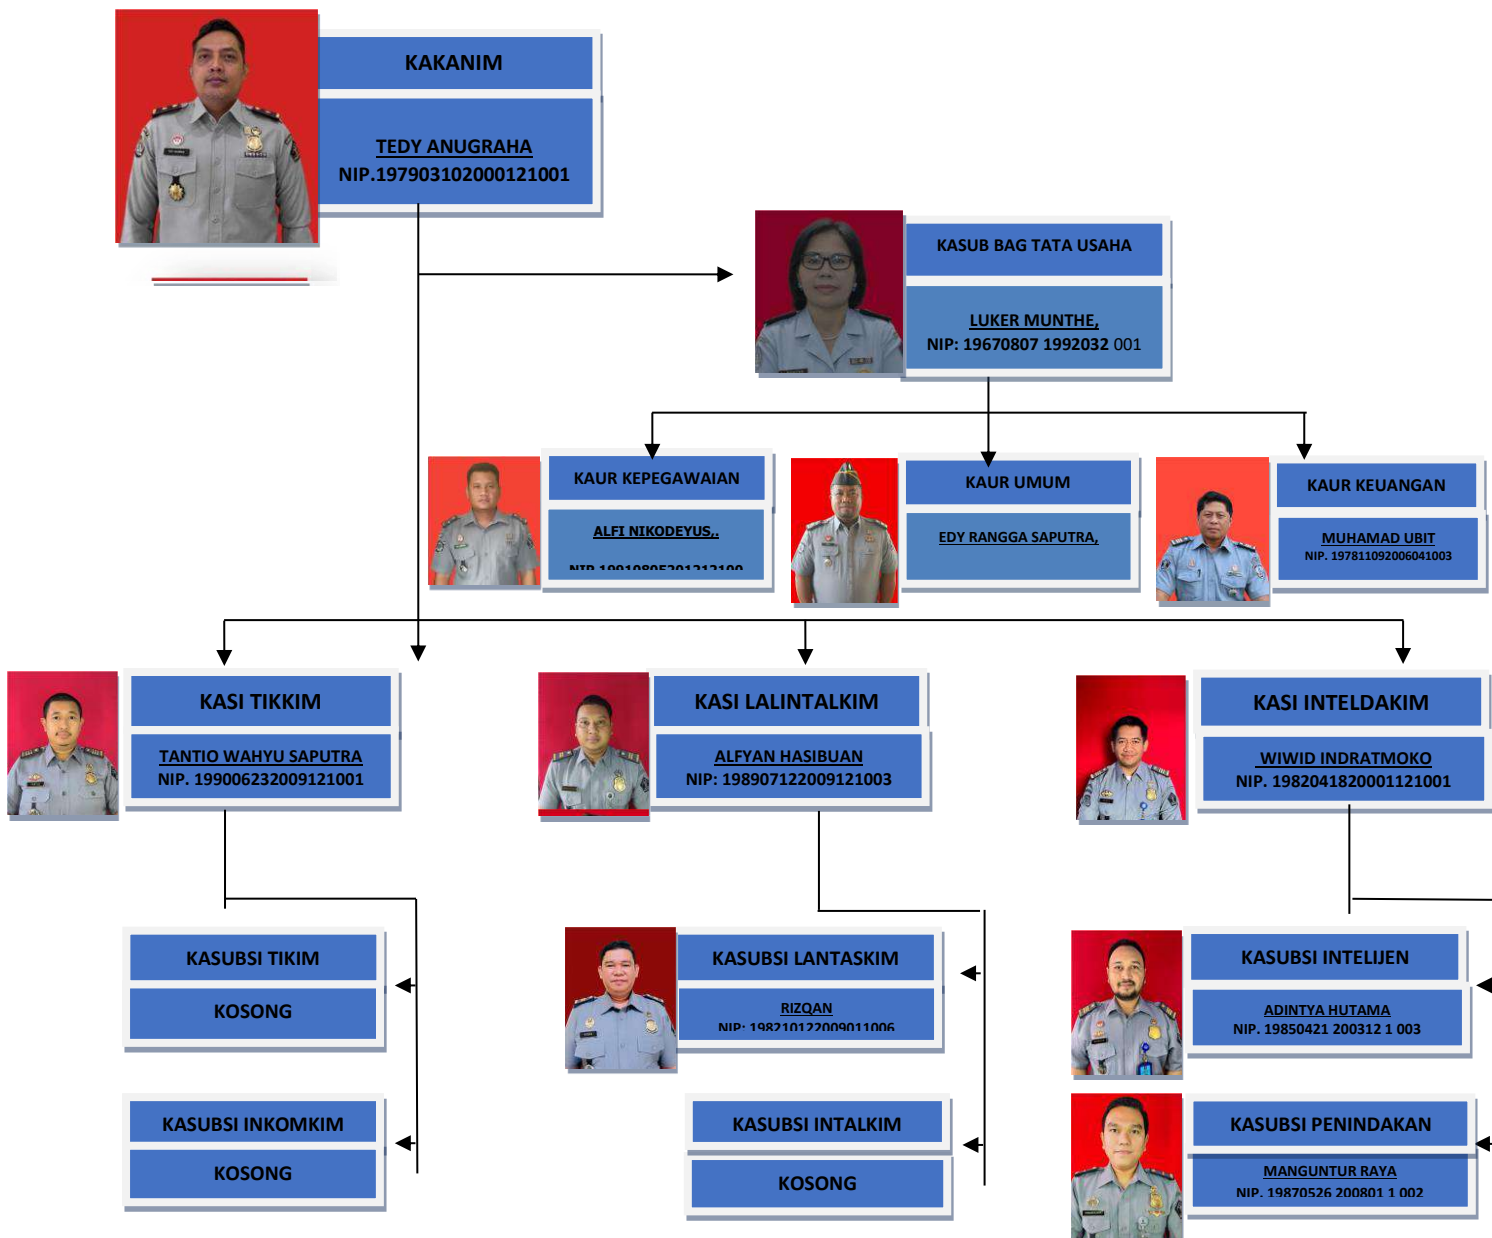 KAKANIM
TEDY ANUGRAHA
NIP.197903102000121001
KASUB BAG TATA USAHA
LUKER MUNTHE,
NIP: 19670807 1992032 001
KAUR KEPEGAWAIAN
ALFI NIKODEYUS,.
KAUR UMUM
EDY RANGGA SAPUTRA,
KAUR KEUANGAN
MUHAMAD UBIT
NIP. 197811092006041003
KASI TIKKIM
TANTIO WAHYU SAPUTRA
NIP. 199006232009121001
KASI LALINTALKIM
ALFYAN HASIBUAN
NIP: 198907122009121003
KASI INTELDAKIM
WIWID INDRATMOKO
NIP. 1982041820001121001
KASUBSI TIKIM
KOSONG
KASUBSI LANTASKIM
RIZQAN
NIP: 198210122009011006
KASUBSI INTELIJEN
ADINTYA HUTAMA
NIP. 19850421 200312 1 003
KASUBSI INKOMKIM
KOSONG
KASUBSI INTALKIM
KOSONG
KASUBSI PENINDAKAN
MANGUNTUR RAYA
NIP. 19870526 200801 1 002